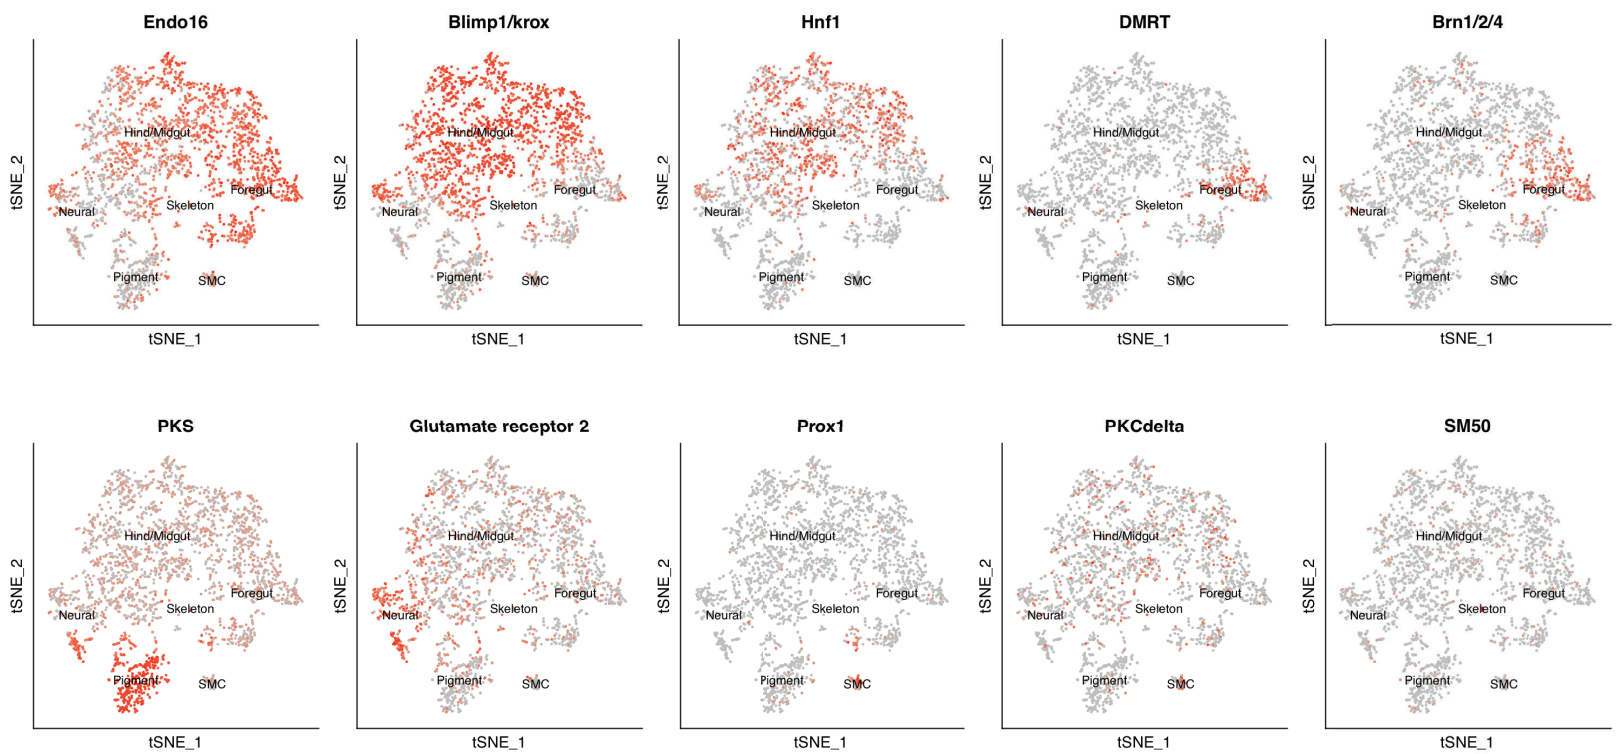 Endo16
Blimp1/krox
Hnf1
DMRT
Brn1/2/4
tSNE_2
Hind/Midgut
Foregut
Skeleton
Neural
Pigment
SMC
tSNE_1
tSNE_2
Hind/Midgut
Foregut
Skeleton
Neural
Pigment
SMC
tSNE_1
tSNE_2
Hind/Midgut
Foregut
Skeleton
Neural
Pigment
SMC
tSNE_1
tSNE_2
Hind/Midgut
Foregut
Skeleton
Neural
Pigment
SMC
tSNE_1
tSNE_2
Hind/Midgut
Foregut
Skeleton
Neural
Pigment
SMC
tSNE_1
PKS
Glutamate receptor 2
Prox1
PKCdelta
SM50
tSNE_2
Hind/Midgut
Foregut
Skeleton
Neural
Pigment
SMC
tSNE_1
tSNE_2
Hind/Midgut
Foregut
Skeleton
Neural
Pigment
SMC
tSNE_1
tSNE_2
Hind/Midgut
Foregut
Skeleton
Neural
Pigment
SMC
tSNE_1
tSNE_2
Hind/Midgut
Foregut
Skeleton
Neural
Pigment
SMC
tSNE_1
tSNE_2
Hind/Midgut
Foregut
Skeleton
Neural
Pigment
SMC
tSNE_1